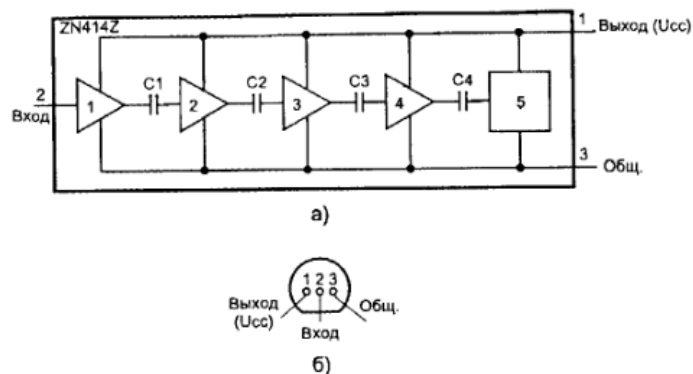 ZN414Z
1
Выход (Ucc)
C1
C2
C3
C4
2
Вход
1
2
3
4
5
3
Общ.
а)
1 2 3
Выход
(Ucc)
Вход
Общ.
б)